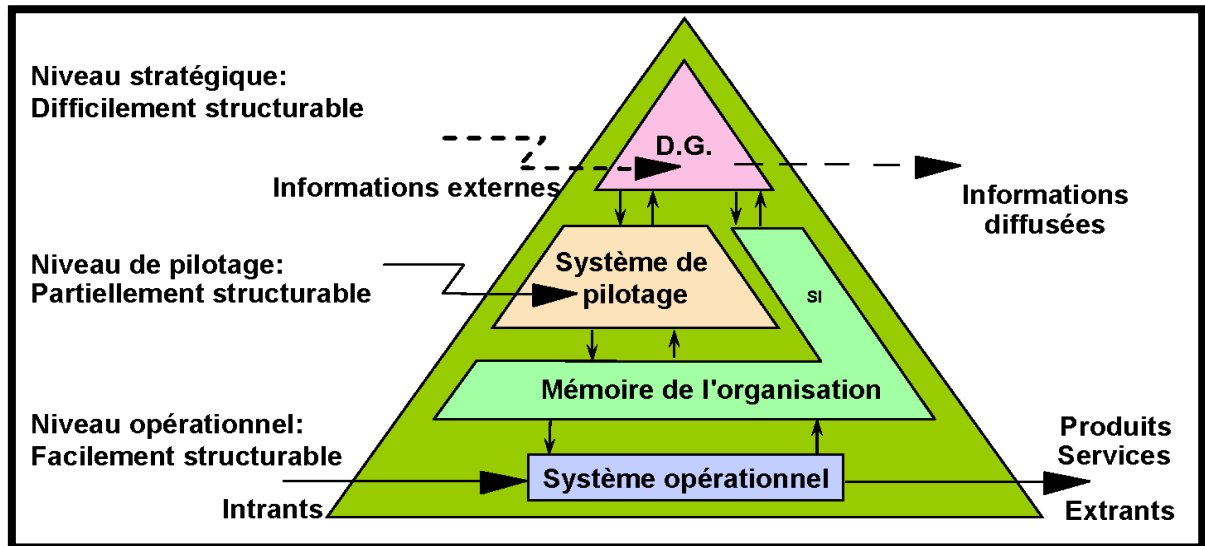 Niveau stratégique:
Difficilement structurable
D.G.
Informations externes
Informations
diffusées
Niveau de pilotage:
Partiellement structurable
Système de
pilotage
SI
Mémoire de l'organisation
Niveau opérationnel:
Facilement structurable
Produits
Services
Système opérationnel
Intrants
Extrants